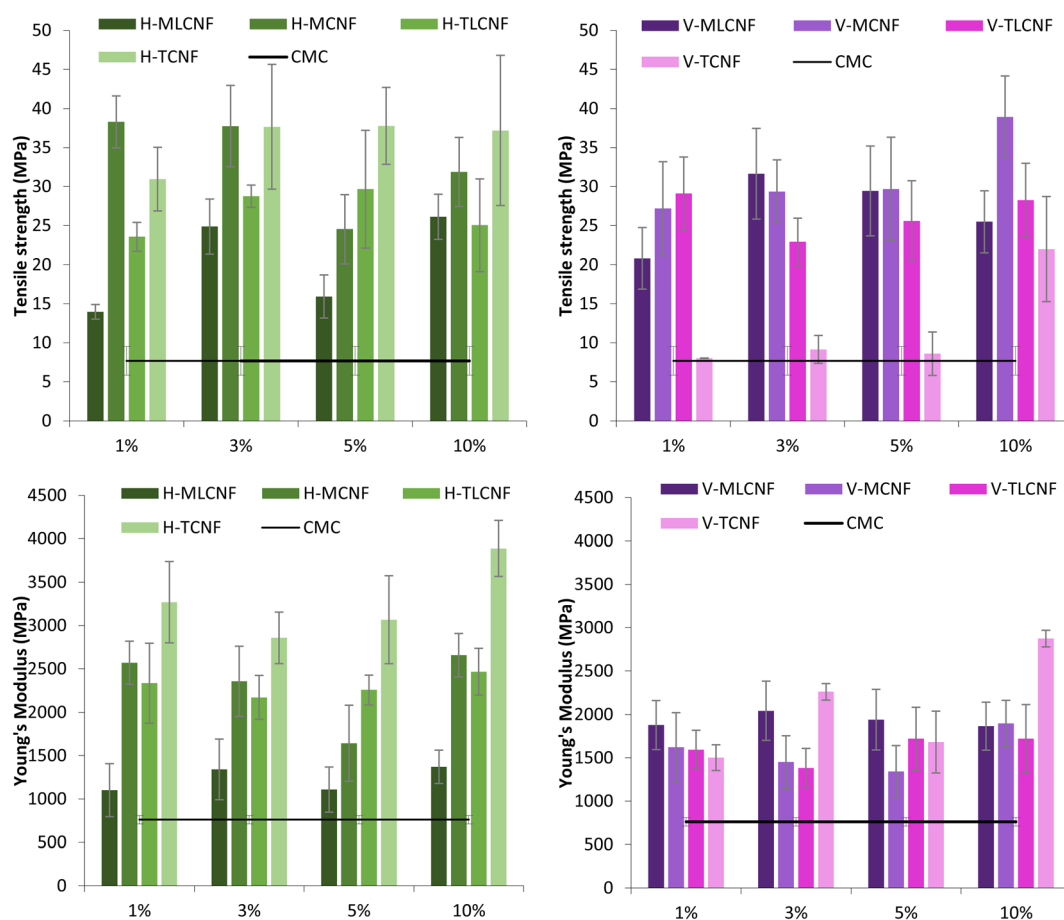 H-MLCNF H-MCNF H-TLCNF
H-TCNF CMC
Tensile strength (MPa)
50
45
40
35
30
25
20
15
10
5
0
1% 3% 5% 10%
V-MLCNF V-MCNF V-TLCNF
V-TCNF CMC
Tensile strength (MPa)
50
45
40
35
30
25
20
15
10
5
0
1% 3% 5% 10%
H-MLCNF H-MCNF H-TLCNF
H-TCNF CMC
Young's Modulus (MPa)
4500
4000
3500
3000
2500
2000
1500
1000
500
0
1% 3% 5% 10%
V-MLCNF V-MCNF V-TLCNF
V-TCNF CMC
Young's Modulus (MPa)
4500
4000
3500
3000
2500
2000
1500
1000
500
0
1% 3% 5% 10%